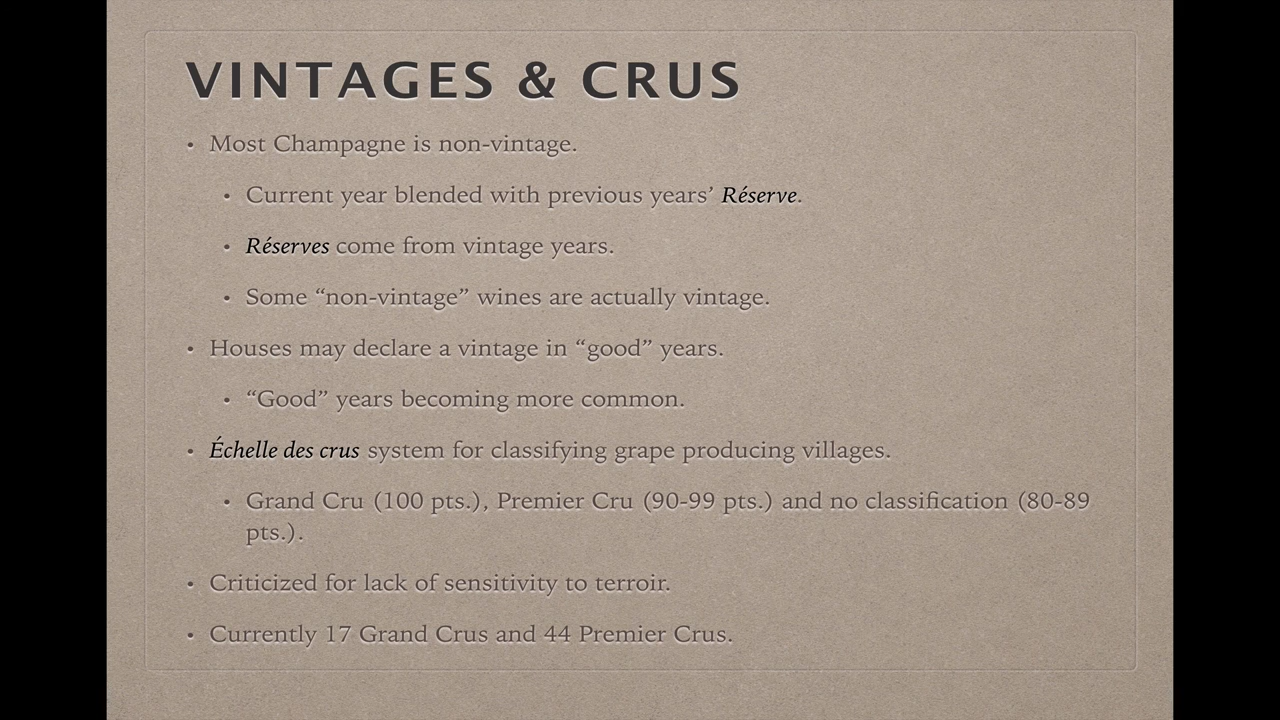 VINTAGES & CRUS
• Most Champagne is non-vintage.
• Current year blended with previous years’ Réserve.
• Réserves come from vintage years.
• Some “non-vintage” wines are actually vintage.
• Houses may declare a vintage in “good” years.
• “Good” years becoming more common.
• Échelle des crus system for classifying grape producing villages.
• Grand Cru (100 pts.), Premier Cru (90-99 pts.) and no classification (80-89
pts.).
• Criticized for lack of sensitivity to terroir.
• Currently 17 Grand Crus and 44 Premier Crus.